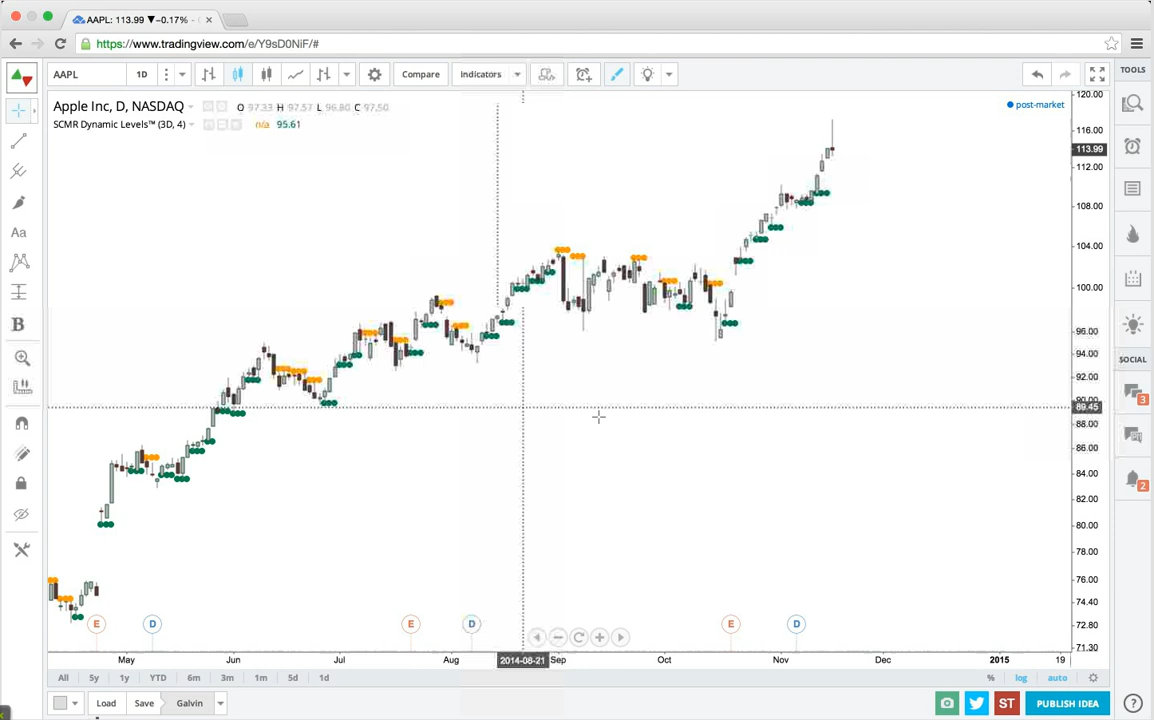 AAPL: 113.99 ▼−0.17% -
https://www.tradingview.com/e/Y9sD0NiF/#
AAPL 1D Compare Indicators TOOLS
Apple Inc, D, NASDAQ O 97.33 H 97.57 L 96.80 C 97.50
SCMR Dynamic Levels™ (3D, 4) n/a 95.61
post-market
120.00
116.00
113.99
112.00
108.00
104.00
100.00
96.00
94.00
92.00
90.00
89.45
88.00
86.00
84.00
82.00
80.00
78.00
76.00
74.40
72.80
71.30
Aa
B
SOCIAL
3
2
E D E D E D
May Jun Jul Aug 2014-08-21 Sep Oct Nov Dec 2015 19
All 5y 1y YTD 6m 3m 1m 5d 1d % log auto
Load Save Galvin ST PUBLISH IDEA ?